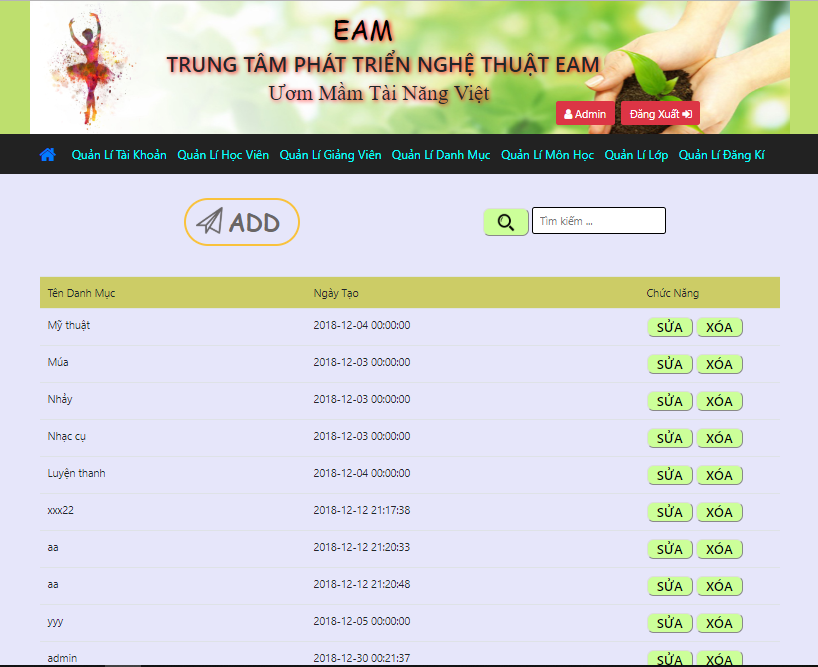 EAM
TRUNG TÂM PHÁT TRIỂN NGHỆ THUẬT EAM
Ươm Mầm Tài Năng Việt
Admin Đăng Xuất
Quản Lí Tài Khoản Quản Lí Học Viên Quản Lí Giảng Viên Quản Lí Danh Mục Quản Lí Môn Học Quản Lí Lớp Quản Lí Đăng Kí
ADD Tìm kiếm ...
Tên Danh Mục Ngày Tạo Chức Năng
Mỹ thuật 2018-12-04 00:00:00 SỬA XÓA
Múa 2018-12-03 00:00:00 SỬA XÓA
Nhảy 2018-12-03 00:00:00 SỬA XÓA
Nhạc cụ 2018-12-03 00:00:00 SỬA XÓA
Luyện thanh 2018-12-04 00:00:00 SỬA XÓA
xxx22 2018-12-12 21:17:38 SỬA XÓA
aa 2018-12-12 21:20:33 SỬA XÓA
aa 2018-12-12 21:20:48 SỬA XÓA
yyy 2018-12-05 00:00:00 SỬA XÓA
admin 2018-12-30 00:21:37 SỬA XÓA